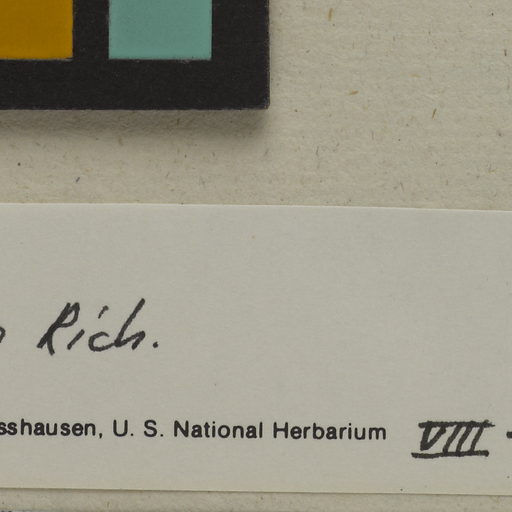 Rich.
sshausen, U. S. National Herbarium VIII -